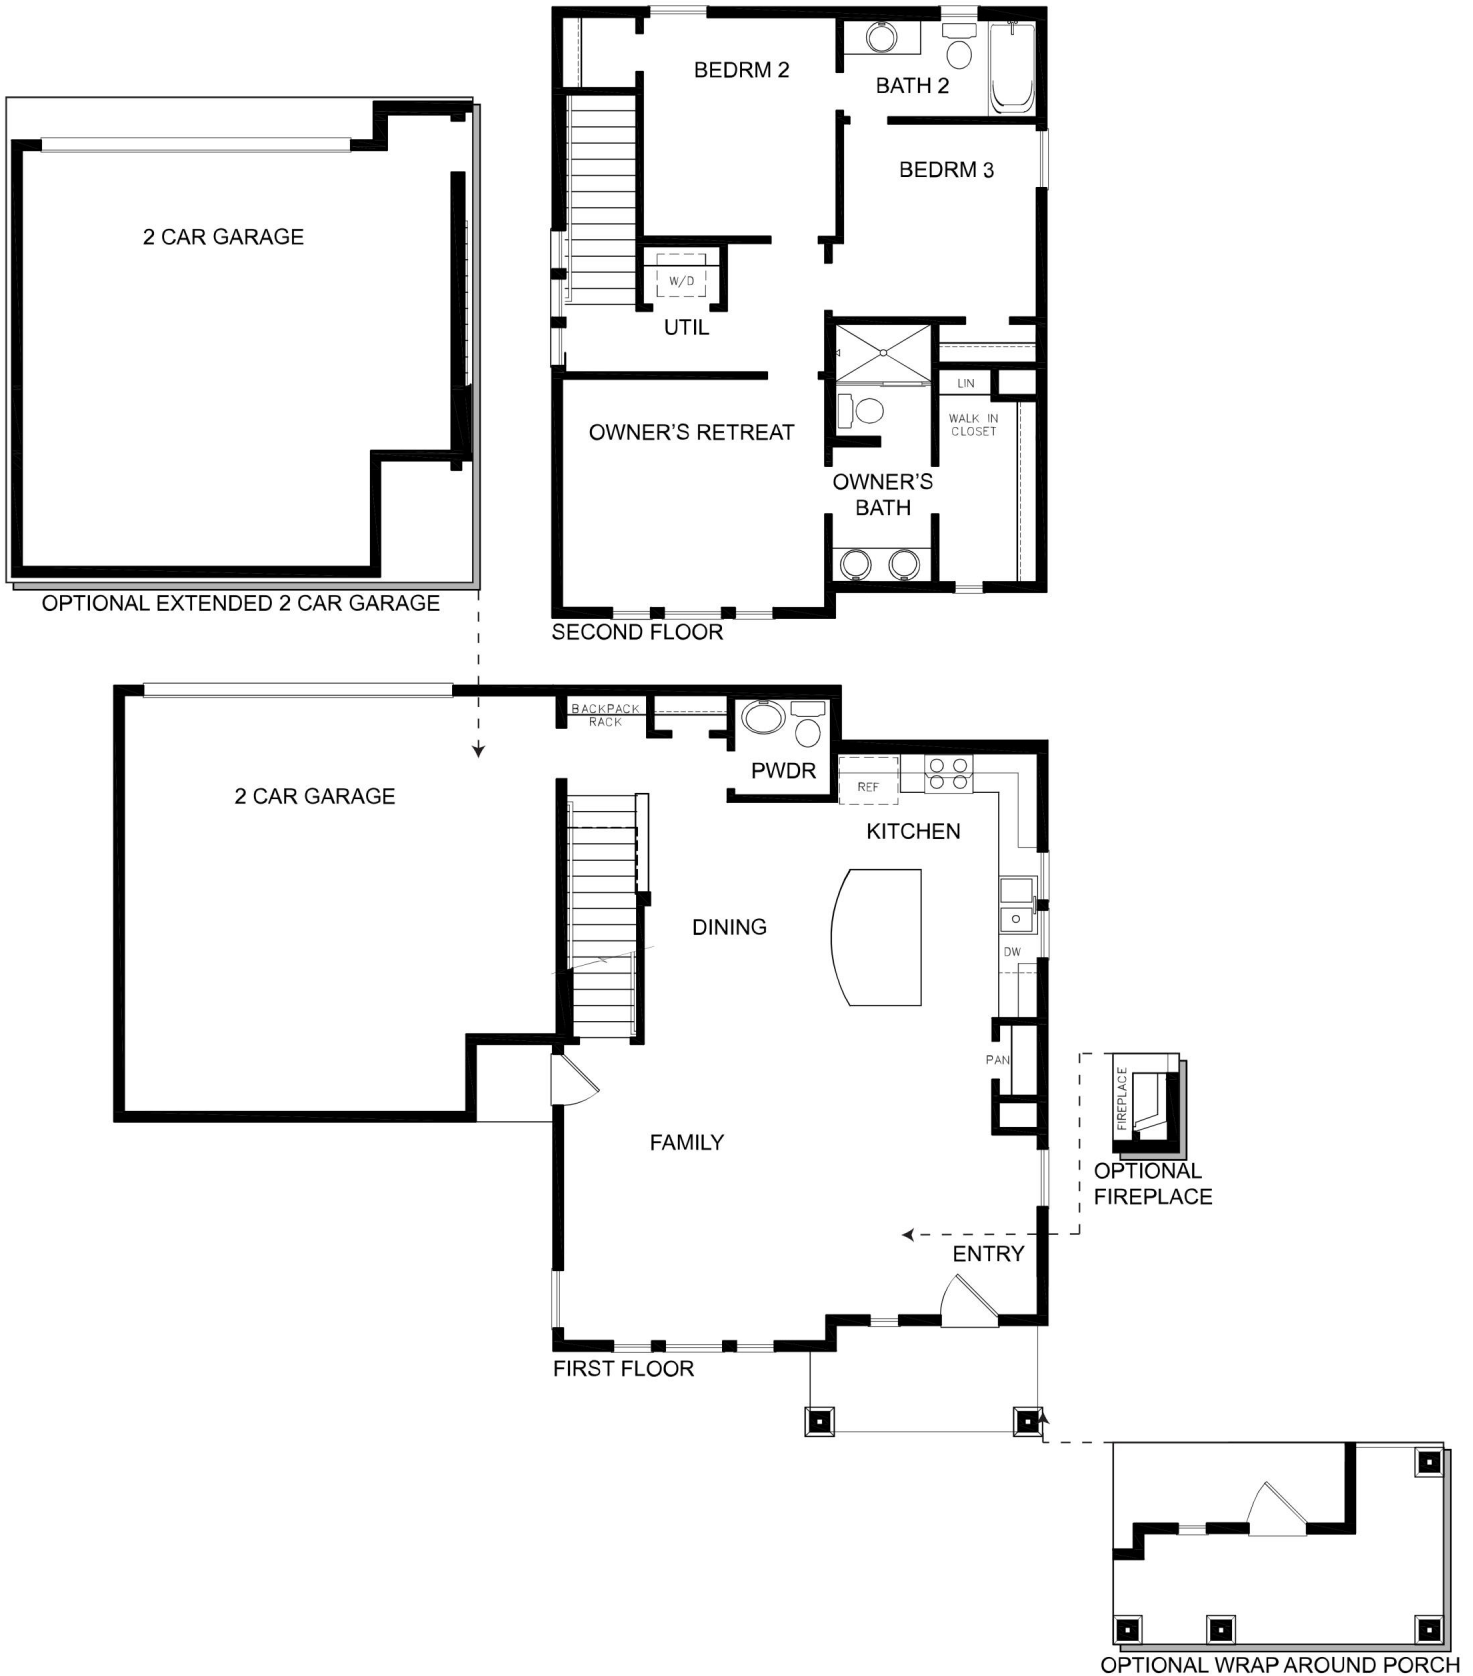 BEDRM 2
BATH 2
BEDRM 3
2 CAR GARAGE
W/D
UTIL
LIN
WALK IN
CLOSET
OWNER'S RETREAT
OWNER'S
BATH
OPTIONAL EXTENDED 2 CAR GARAGE
SECOND FLOOR
BACKPACK
RACK
PWDR
REF
2 CAR GARAGE
KITCHEN
DINING
DW
PAN
FAMILY
FIREPLACE
OPTIONAL
FIREPLACE
ENTRY
FIRST FLOOR
OPTIONAL WRAP AROUND PORCH